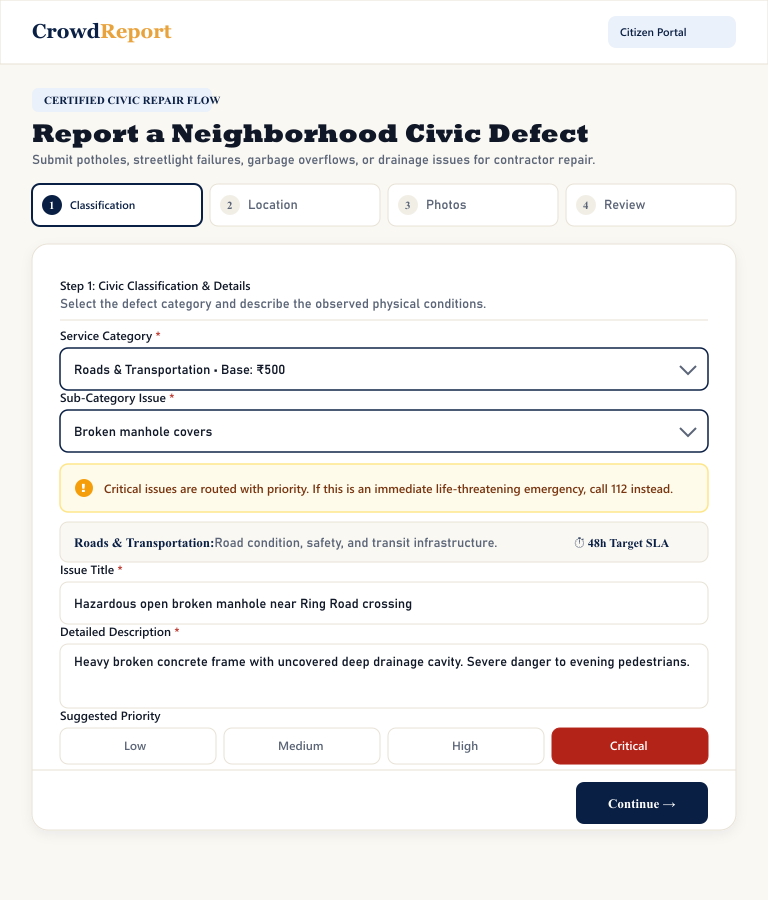 CrowdReport
Citizen Portal
CERTIFIED CIVIC REPAIR FLOW
Report a Neighborhood Civic Defect
Submit potholes, streetlight failures, garbage overflows, or drainage issues for contractor repair.
1 Classification
2 Location
3 Photos
4 Review
Step 1: Civic Classification & Details
Select the defect category and describe the observed physical conditions.
Service Category *
Roads & Transportation • Base: ₹500
Sub-Category Issue *
Broken manhole covers
Critical issues are routed with priority. If this is an immediate life-threatening emergency, call 112 instead.
Roads & Transportation:Road condition, safety, and transit infrastructure.
⏱ 48h Target SLA
Issue Title *
Hazardous open broken manhole near Ring Road crossing
Detailed Description *
Heavy broken concrete frame with uncovered deep drainage cavity. Severe danger to evening pedestrians.
Suggested Priority
Low
Medium
High
Critical
Continue →